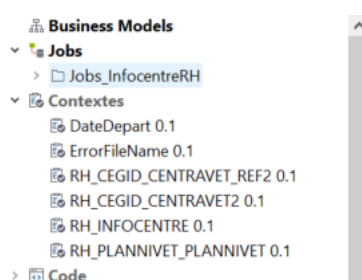 Business Models
Jobs
Jobs_InfocentreRH
Contextes
DateDepart 0.1
ErrorFileName 0.1
RH_CEGID_CENTRAVET_REF2 0.1
RH_CEGID_CENTRAVET2 0.1
RH_INFOCENTRE 0.1
RH_PLANNIVET_PLANNIVET 0.1
Code